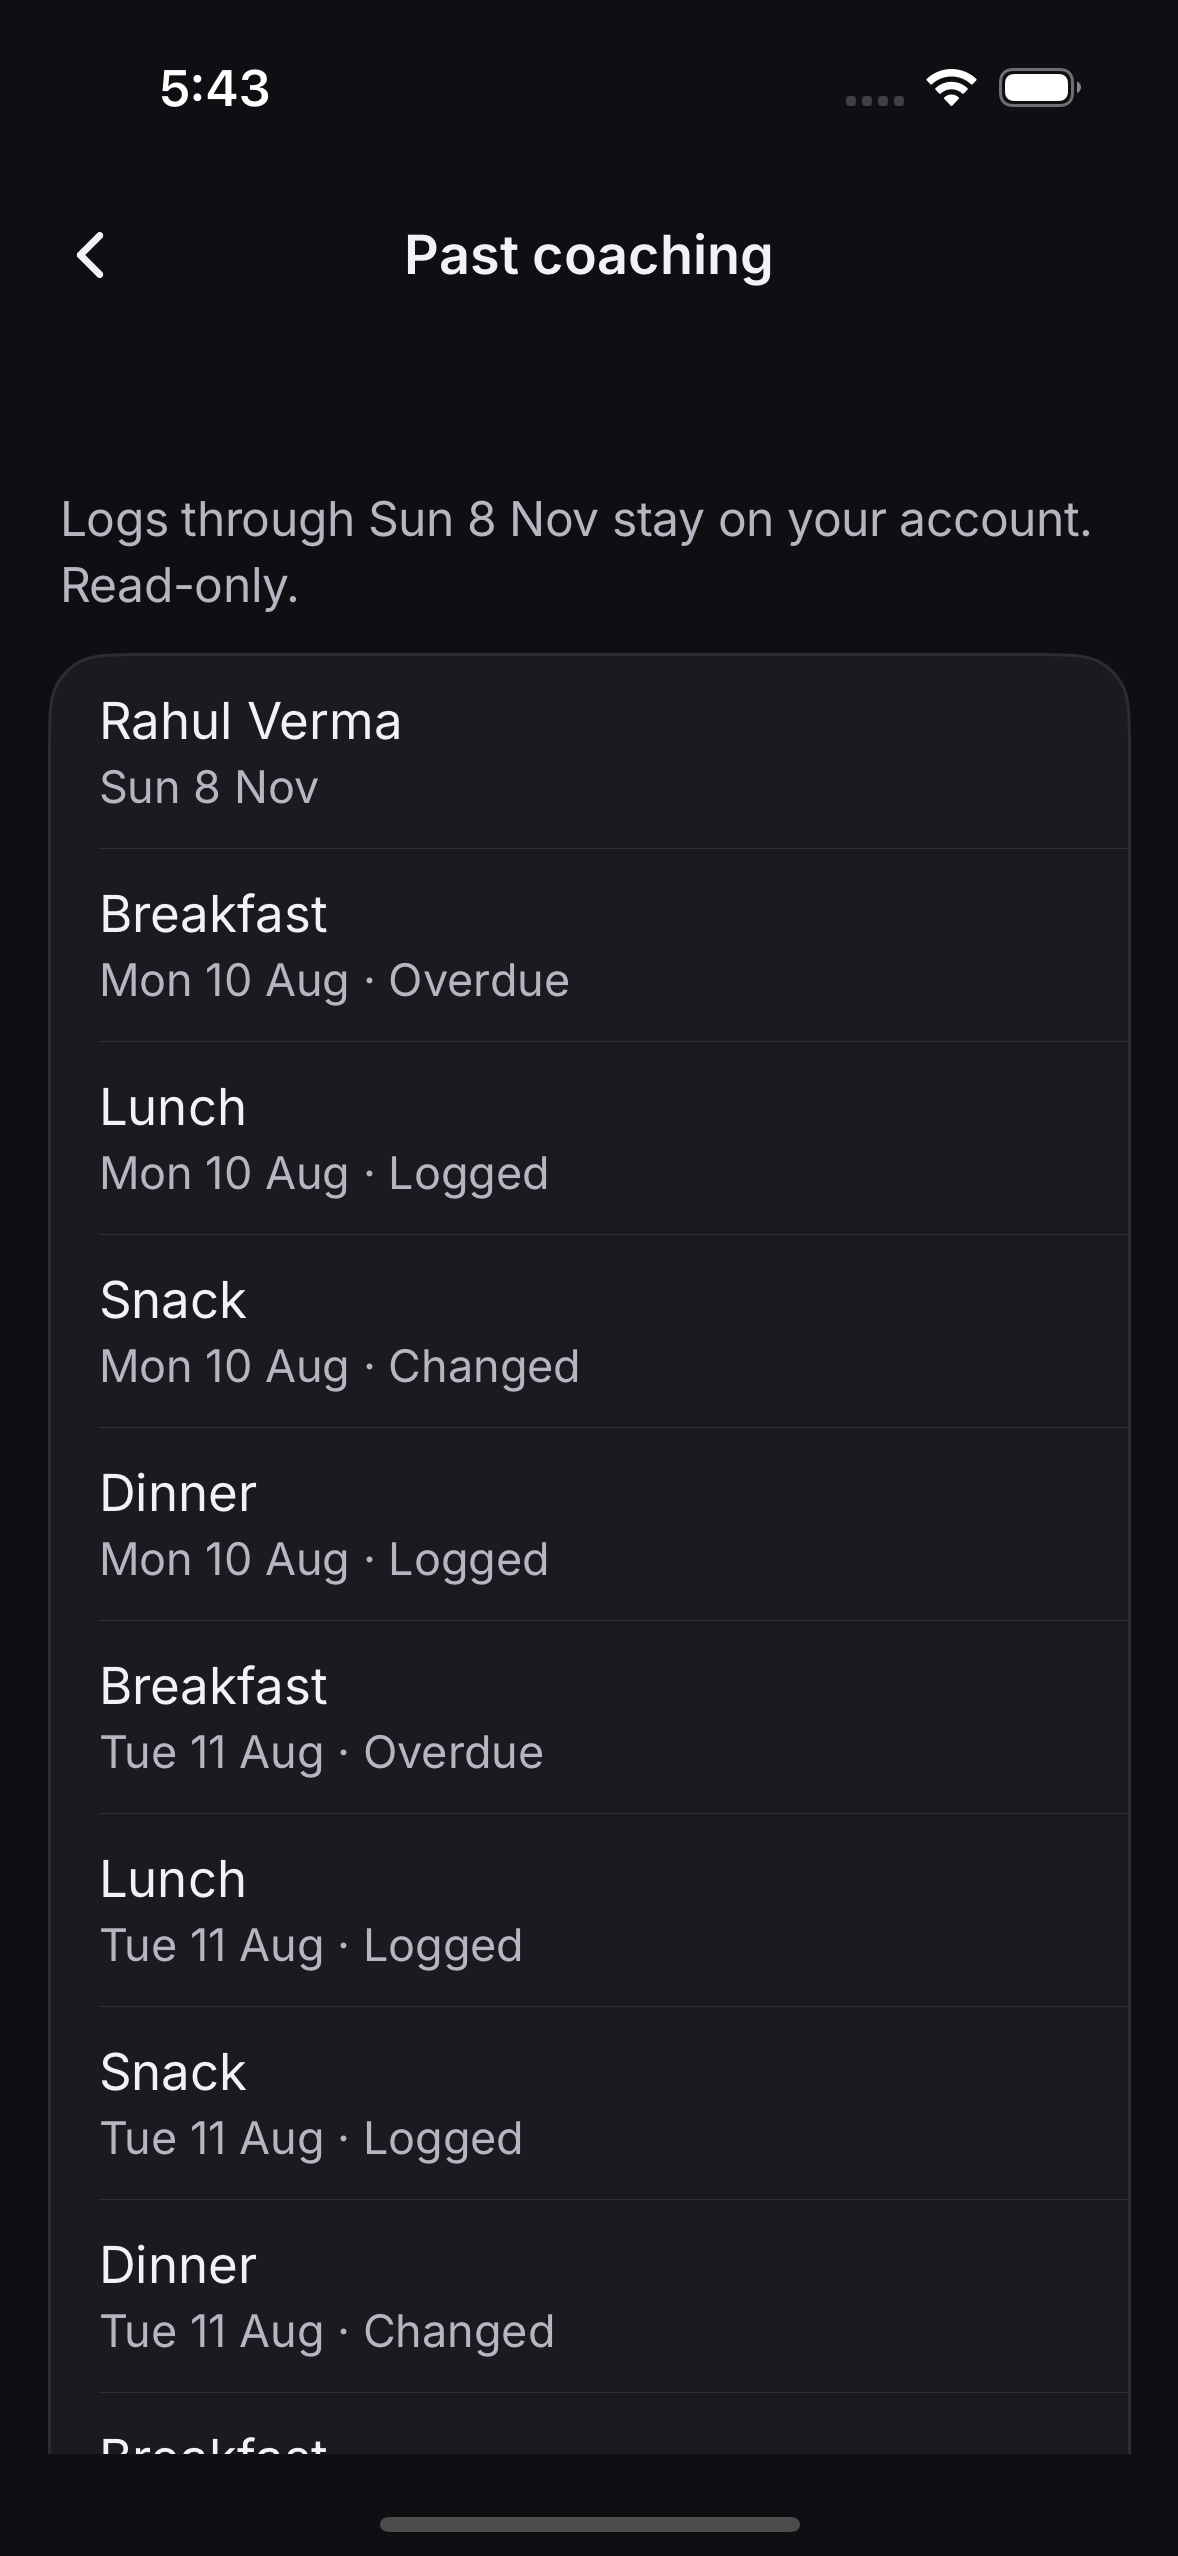 5:43
Past coaching
Logs through Sun 8 Nov stay on your account.
Read-only.
Rahul Verma
Sun 8 Nov
Breakfast
Mon 10 Aug · Overdue
Lunch
Mon 10 Aug · Logged
Snack
Mon 10 Aug · Changed
Dinner
Mon 10 Aug · Logged
Breakfast
Tue 11 Aug · Overdue
Lunch
Tue 11 Aug · Logged
Snack
Tue 11 Aug · Logged
Dinner
Tue 11 Aug · Changed
Breakfast